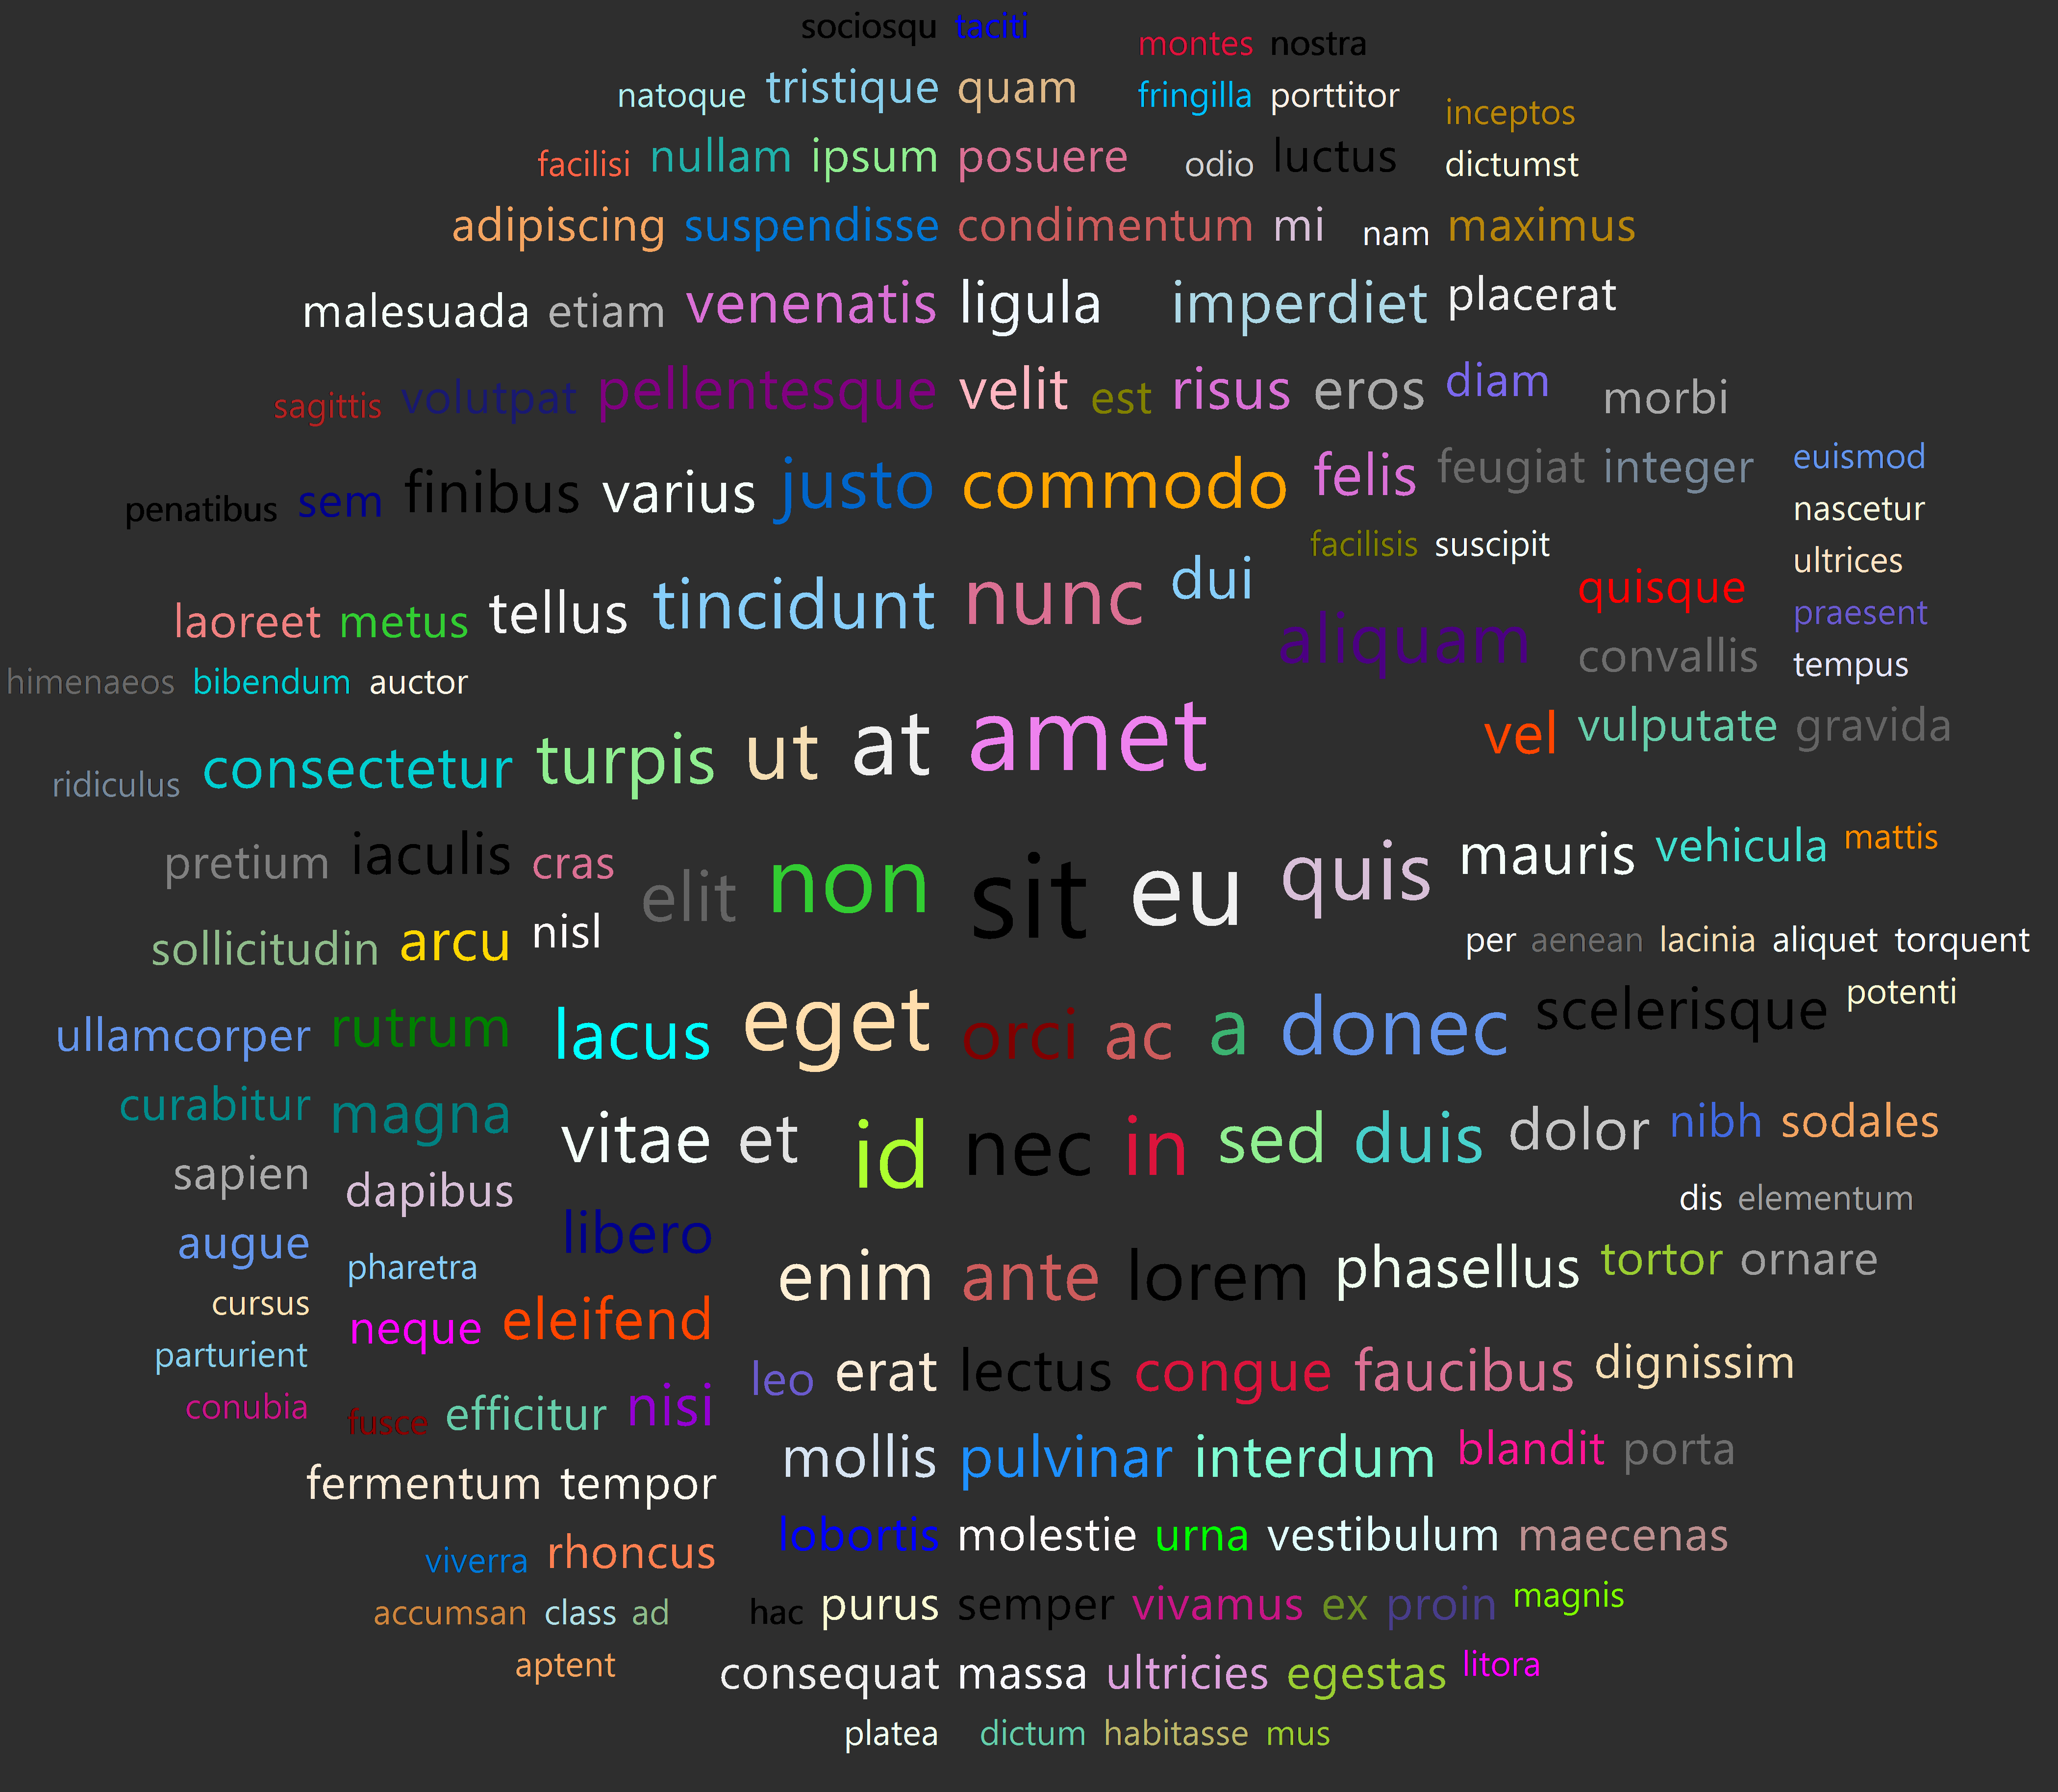 sociosqu taciti
montes nostra
natoque tristique quam fringilla porttitor
inceptos
facilisi nullam ipsum posuere odio luctus dictumst
adipiscing suspendisse condimentum mi nam maximus
malesuada etiam venenatis ligula imperdiet placerat
sagittis volutpat pellentesque velit est risus eros diam morbi
penatibus sem finibus varius justo commodo felis feugiat integer euismod
nascetur
facilisis suscipit
ultrices
laoreet metus tellus tincidunt nunc dui quisque
praesent
aliquam
convallis tempus
himenaeos bibendum auctor
ridiculus consectetur turpis ut at amet vel vulputate gravida
pretium iaculis cras elit non sit eu quis mauris vehicula mattis
sollicitudin arcu nisl per aenean lacinia aliquet torquent
ullamcorper rutrum lacus eget orci ac a donec scelerisque potenti
curabitur magna vitae et id nec in sed duis dolor nibh sodales
sapien dapibus dis elementum
augue libero
pharetra enim ante lorem phasellus tortor ornare
cursus
neque eleifend
parturient leo erat lectus congue faucibus dignissim
conubia fusce efficitur nisi
mollis pulvinar interdum blandit porta
fermentum tempor
lobortis molestie urna vestibulum maecenas
viverra rhoncus
accumsan class ad hac purus semper vivamus ex proin magnis
aptent consequat massa ultricies egestas litora
platea dictum habitasse mus